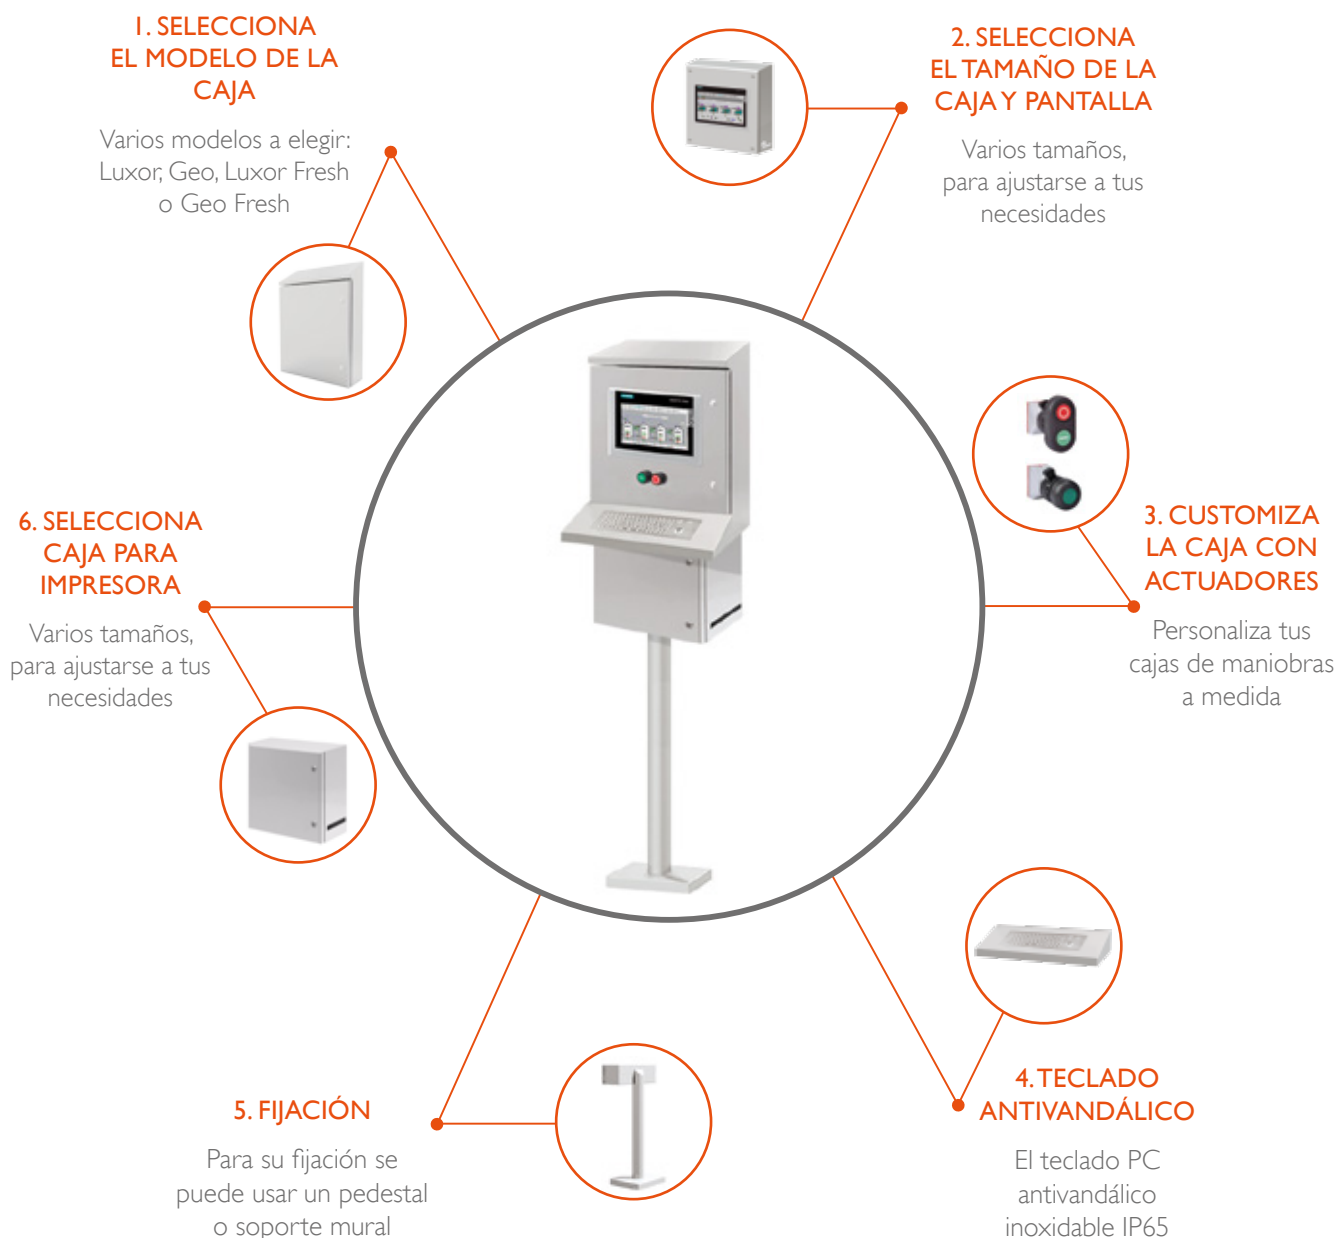 1. SELECCIONA
EL MODELO DE LA
CAJA
Varios modelos a elegir:
Luxor, Geo, Luxor Fresh
o Geo Fresh
2. SELECCIONA
EL TAMAÑO DE LA
CAJA Y PANTALLA
Varios tamaños,
para ajustarse a tus
necesidades
3. CUSTOMIZA
LA CAJA CON
ACTUADORES
Personaliza tus
cajas de maniobras
a medida
4. TECLADO
ANTIVANDÁLICO
El teclado PC
antivandálico
inoxidable IP65
5. FIJACIÓN
Para su fijación se
puede usar un pedestal
o soporte mural
6. SELECCIONA
CAJA PARA
IMPRESORA
Varios tamaños,
para ajustarse a tus
necesidades